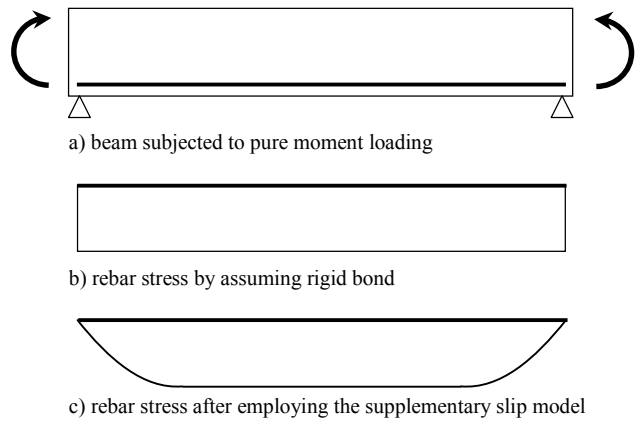 a) beam subjected to pure moment loading
b) rebar stress by assuming rigid bond
c) rebar stress after employing the supplementary slip model